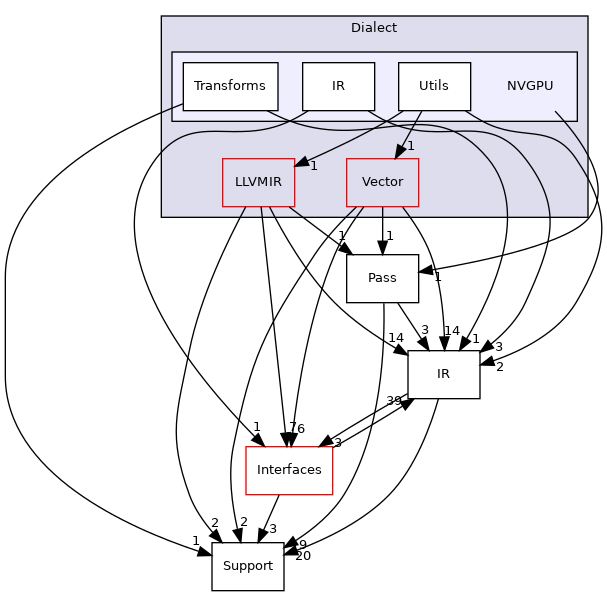 Dialect
Transforms
IR
Utils
NVGPU
1
1
LLVMIR
Vector
1
1
Pass
1
14
3
14
1
3
2
IR
39
1
7
6
3
Interfaces
2
2
3
9
1
20
Support